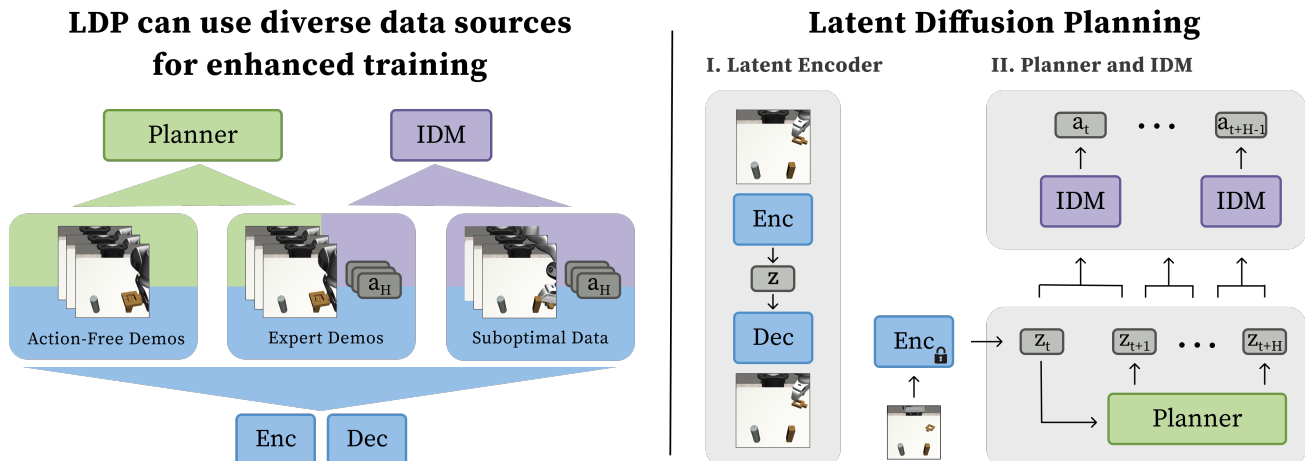 LDP can use diverse data sources
for enhanced training
Planner
IDM
a_H
a_H
Action-Free Demos
Expert Demos
Suboptimal Data
Enc
Dec
Latent Diffusion Planning
I. Latent Encoder
Enc
z
Dec
II. Planner and IDM
a_t
...
a_{t+H-1}
IDM
IDM
Enc
z_t
z_{t+1}
...
z_{t+H}
Planner